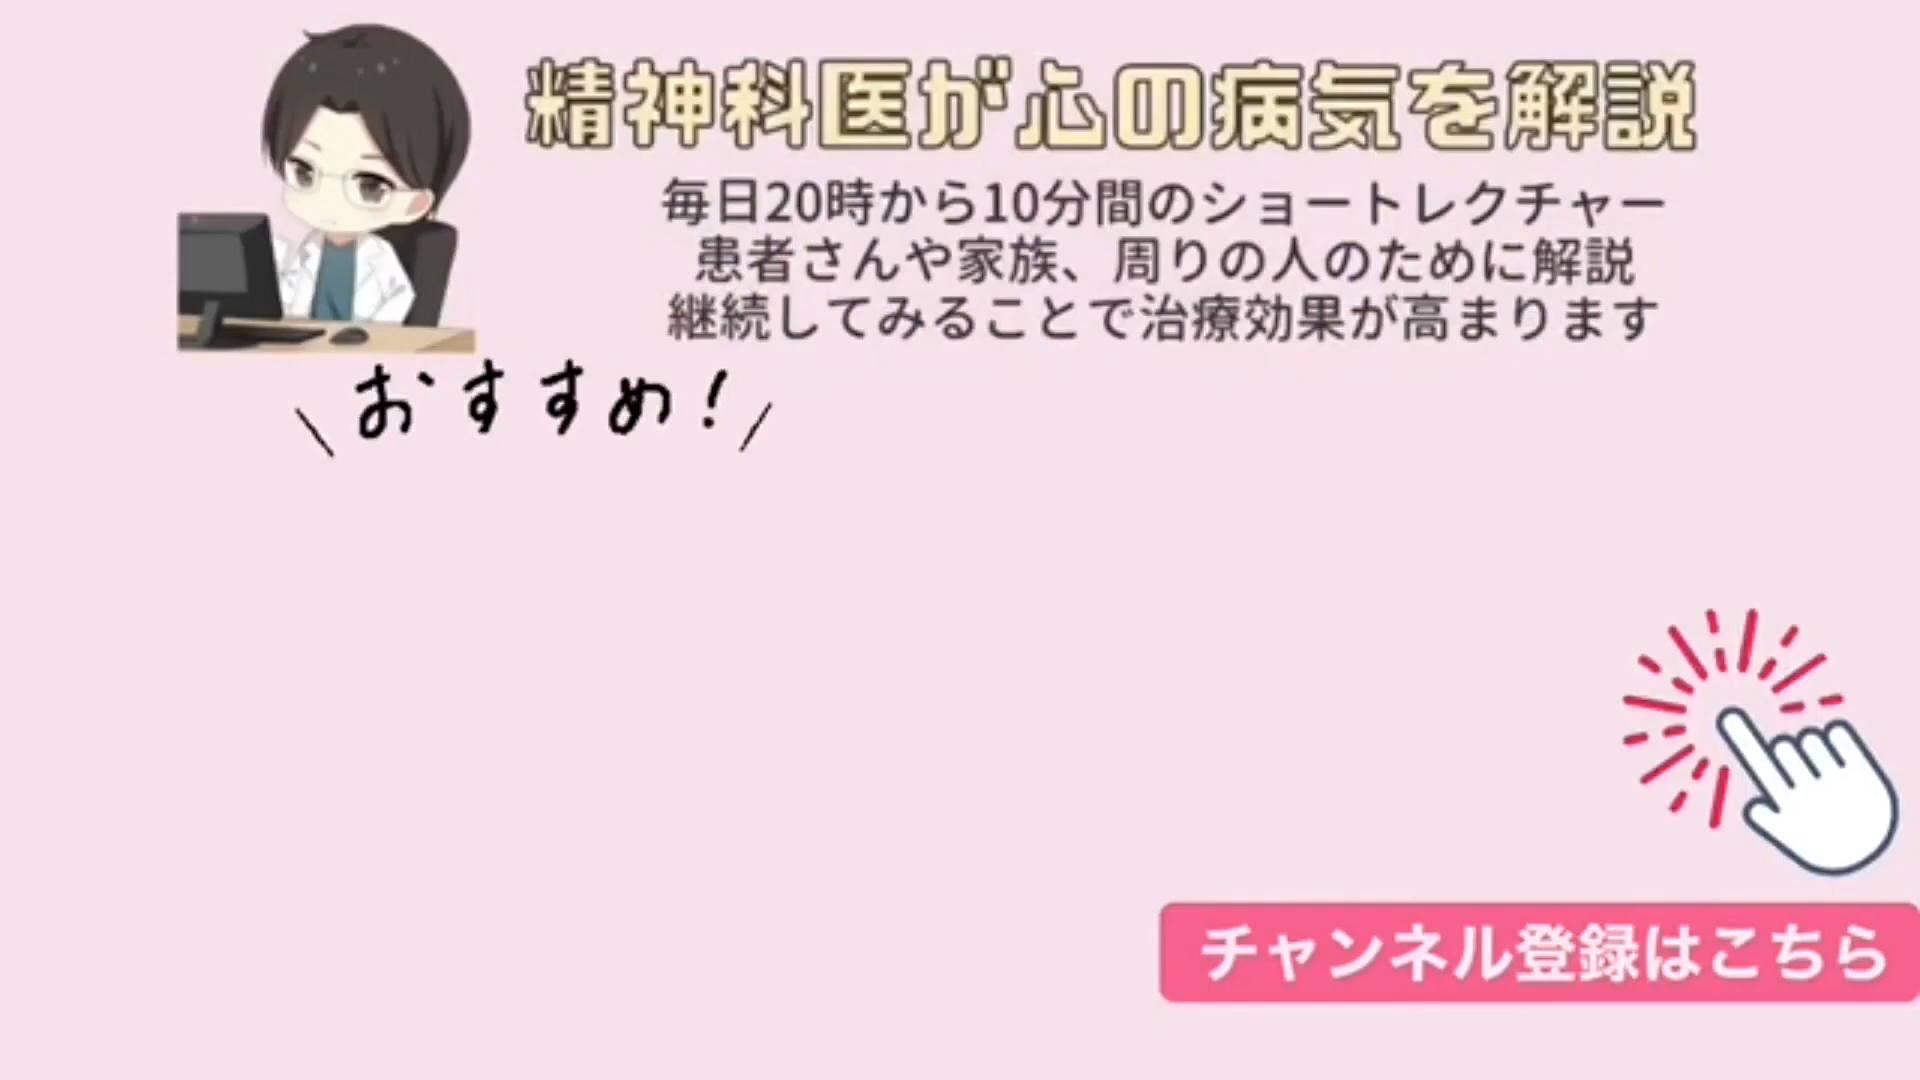 精神科医が心の病気を解説
毎日20時から10分間のショートレクチャー
患者さんや家族、周りの人のために解説
継続してみることで治療効果が高まります
おすすめ!
チャンネル登録はこちら